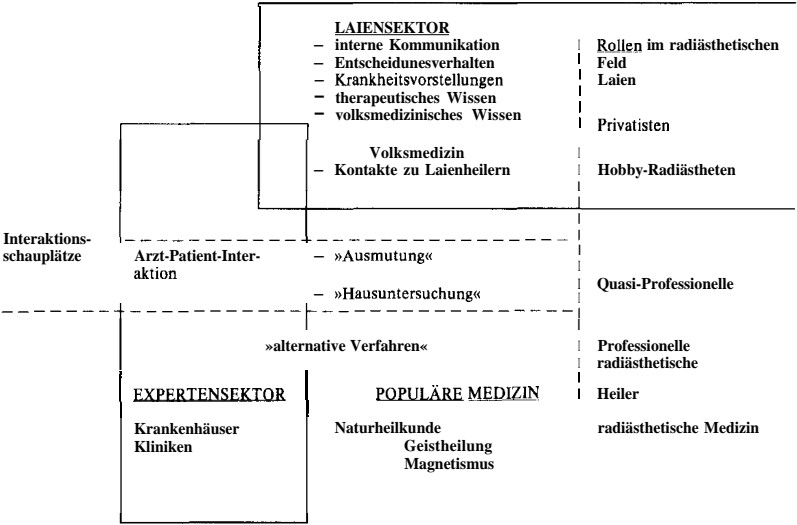 LAIENSEKTOR
– interne Kommunikation
– Entscheidunesverhalten
– Krankheitsvorstellungen
– therapeutisches Wissen
– volksmedizinisches Wissen
Volksmedizin
– Kontakte zu Laienheilern
Rollen im radiästhetischen
Feld
Laien
Privatisten
Hobby-Radiästheten
Interaktions-
schauplätze
Arzt-Patient-Inter-
aktion
– »Ausmutung«
– »Hausuntersuchung«
Quasi-Professionelle
»alternative Verfahren«
Professionelle
radiästhetische
Heiler
EXPERTENSEKTOR
Krankenhäuser
Kliniken
POPULÄRE MEDIZIN
Naturheilkunde
Geistheilung
Magnetismus
radiästhetische Medizin